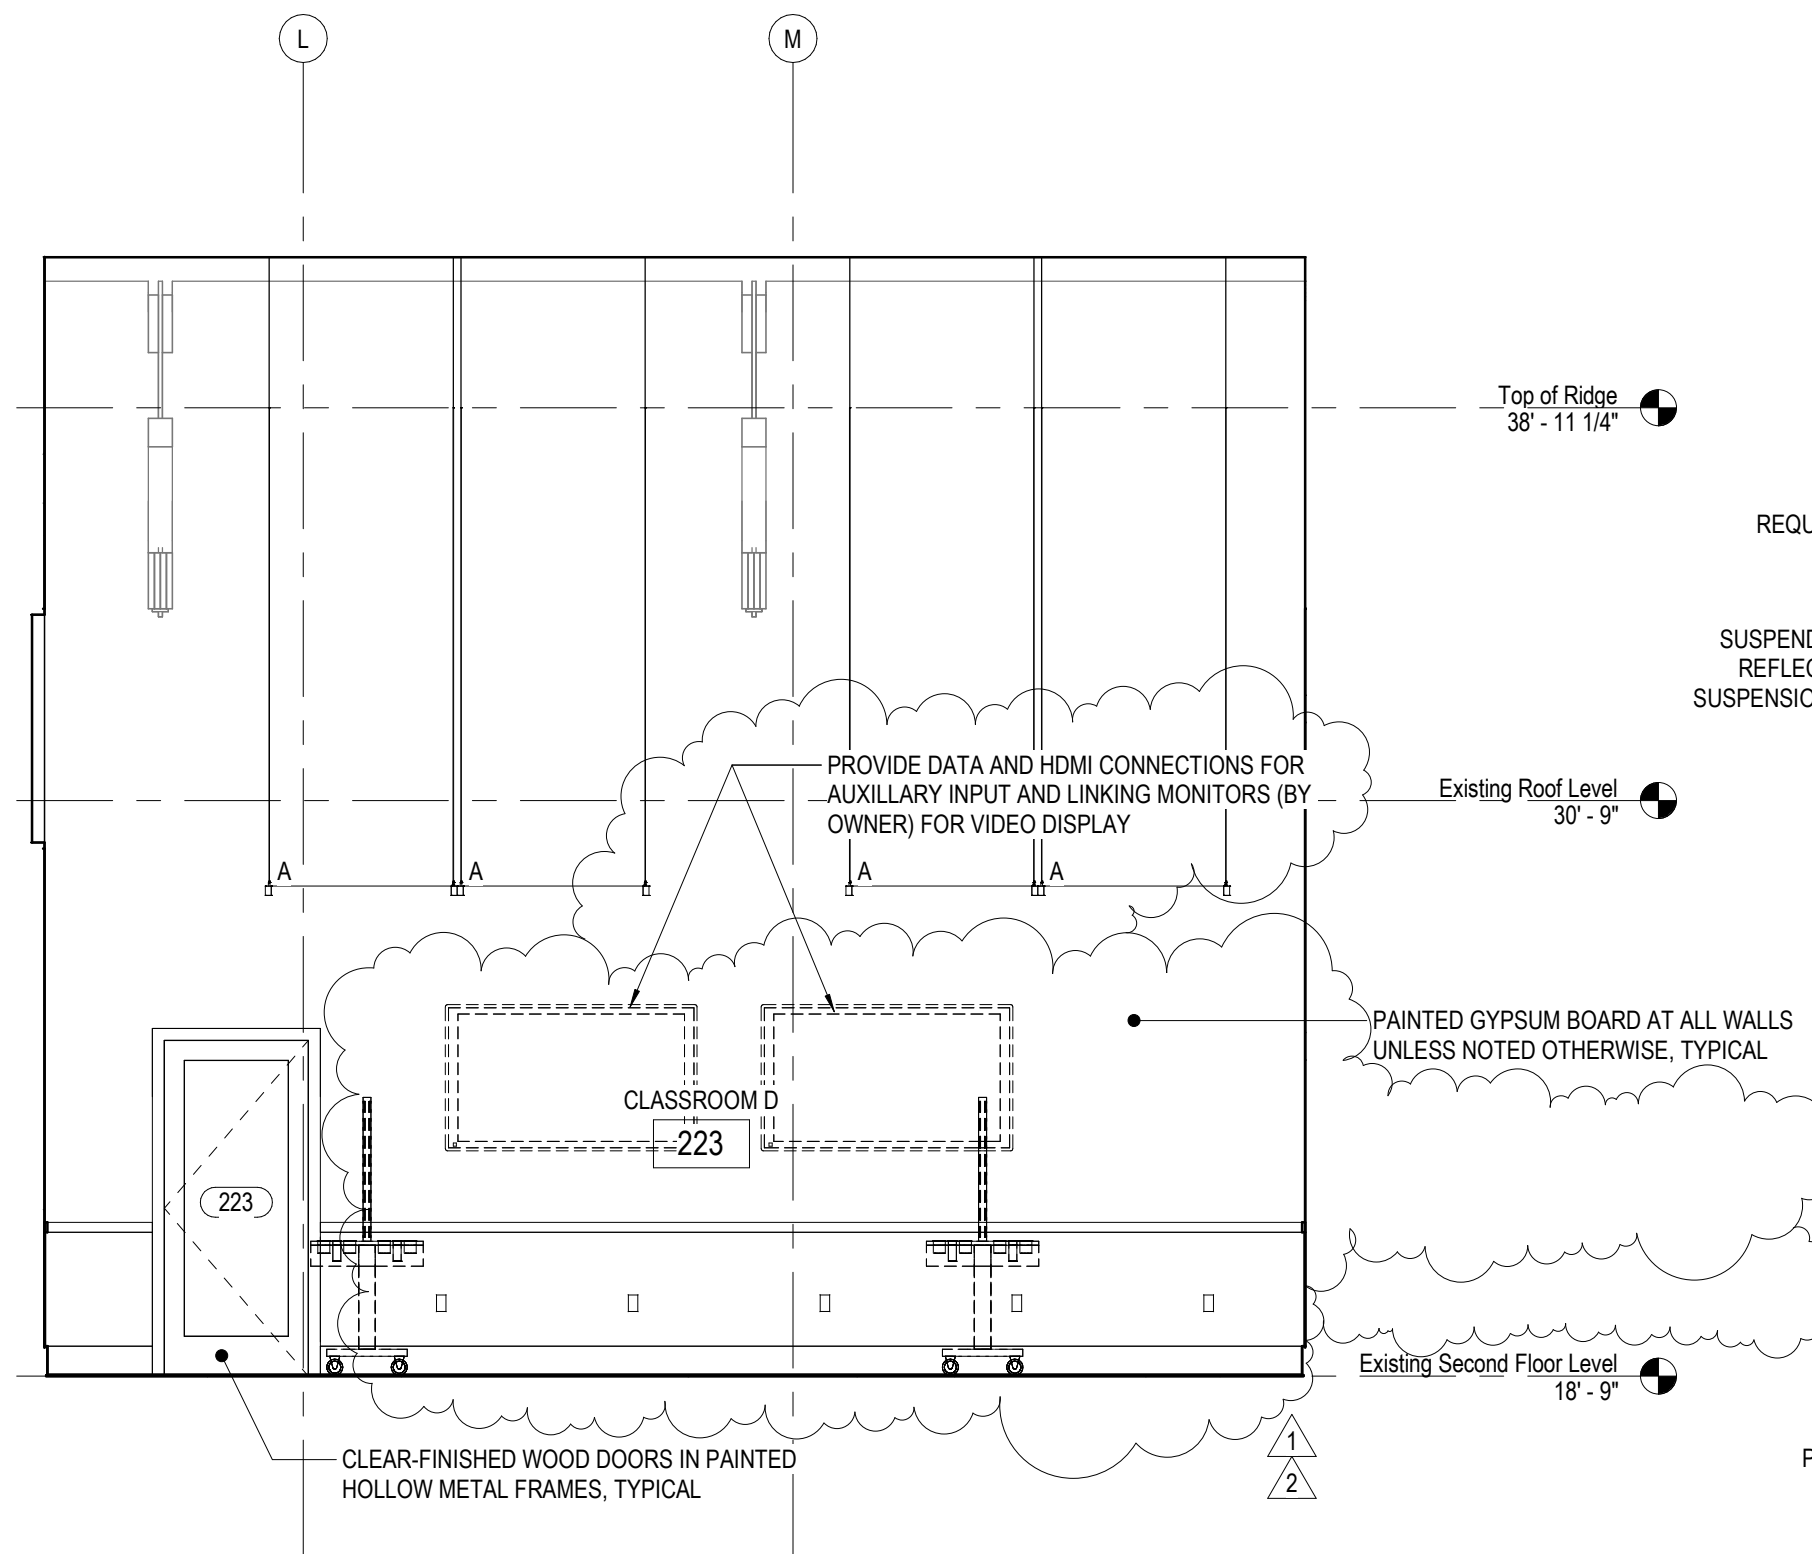 L
M
Top of Ridge
38' - 11 1/4"
REQU
SUSPEND
REFLEC
SUSPENSIO
PROVIDE DATA AND HDMI CONNECTIONS FOR
AUXILLARY INPUT AND LINKING MONITORS (BY
OWNER) FOR VIDEO DISPLAY
Existing Roof Level
30' - 9"
A
A
A
A
PAINTED GYPSUM BOARD AT ALL WALLS
UNLESS NOTED OTHERWISE, TYPICAL
CLASSROOM D
223
223
Existing Second Floor Level
18' - 9"
1
2
CLEAR-FINISHED WOOD DOORS IN PAINTED
HOLLOW METAL FRAMES, TYPICAL
P